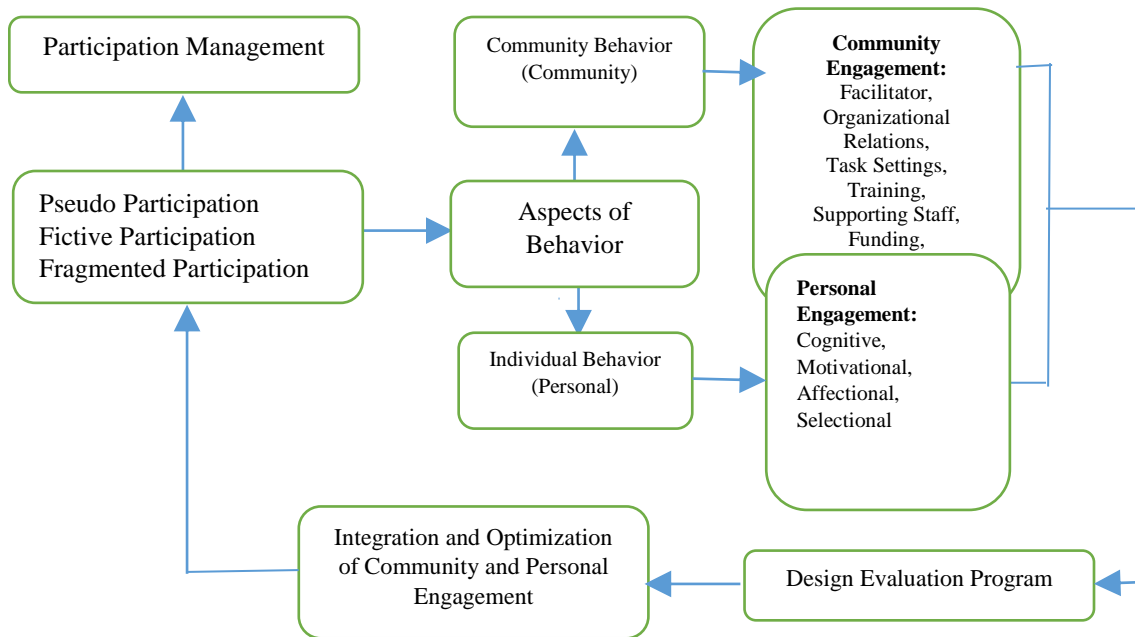 Participation Management
Pseudo Participation
Fictive Participation
Fragmented Participation
Aspects of
Behavior
Community Behavior
(Community)
Individual Behavior
(Personal)
Community
Engagement:
Facilitator,
Organizational
Relations,
Task Settings,
Training,
Supporting Staff,
Funding,
Personal
Engagement:
Cognitive,
Motivational,
Affectional,
Selectional
Design Evaluation Program
Integration and Optimization
of Community and Personal
Engagement